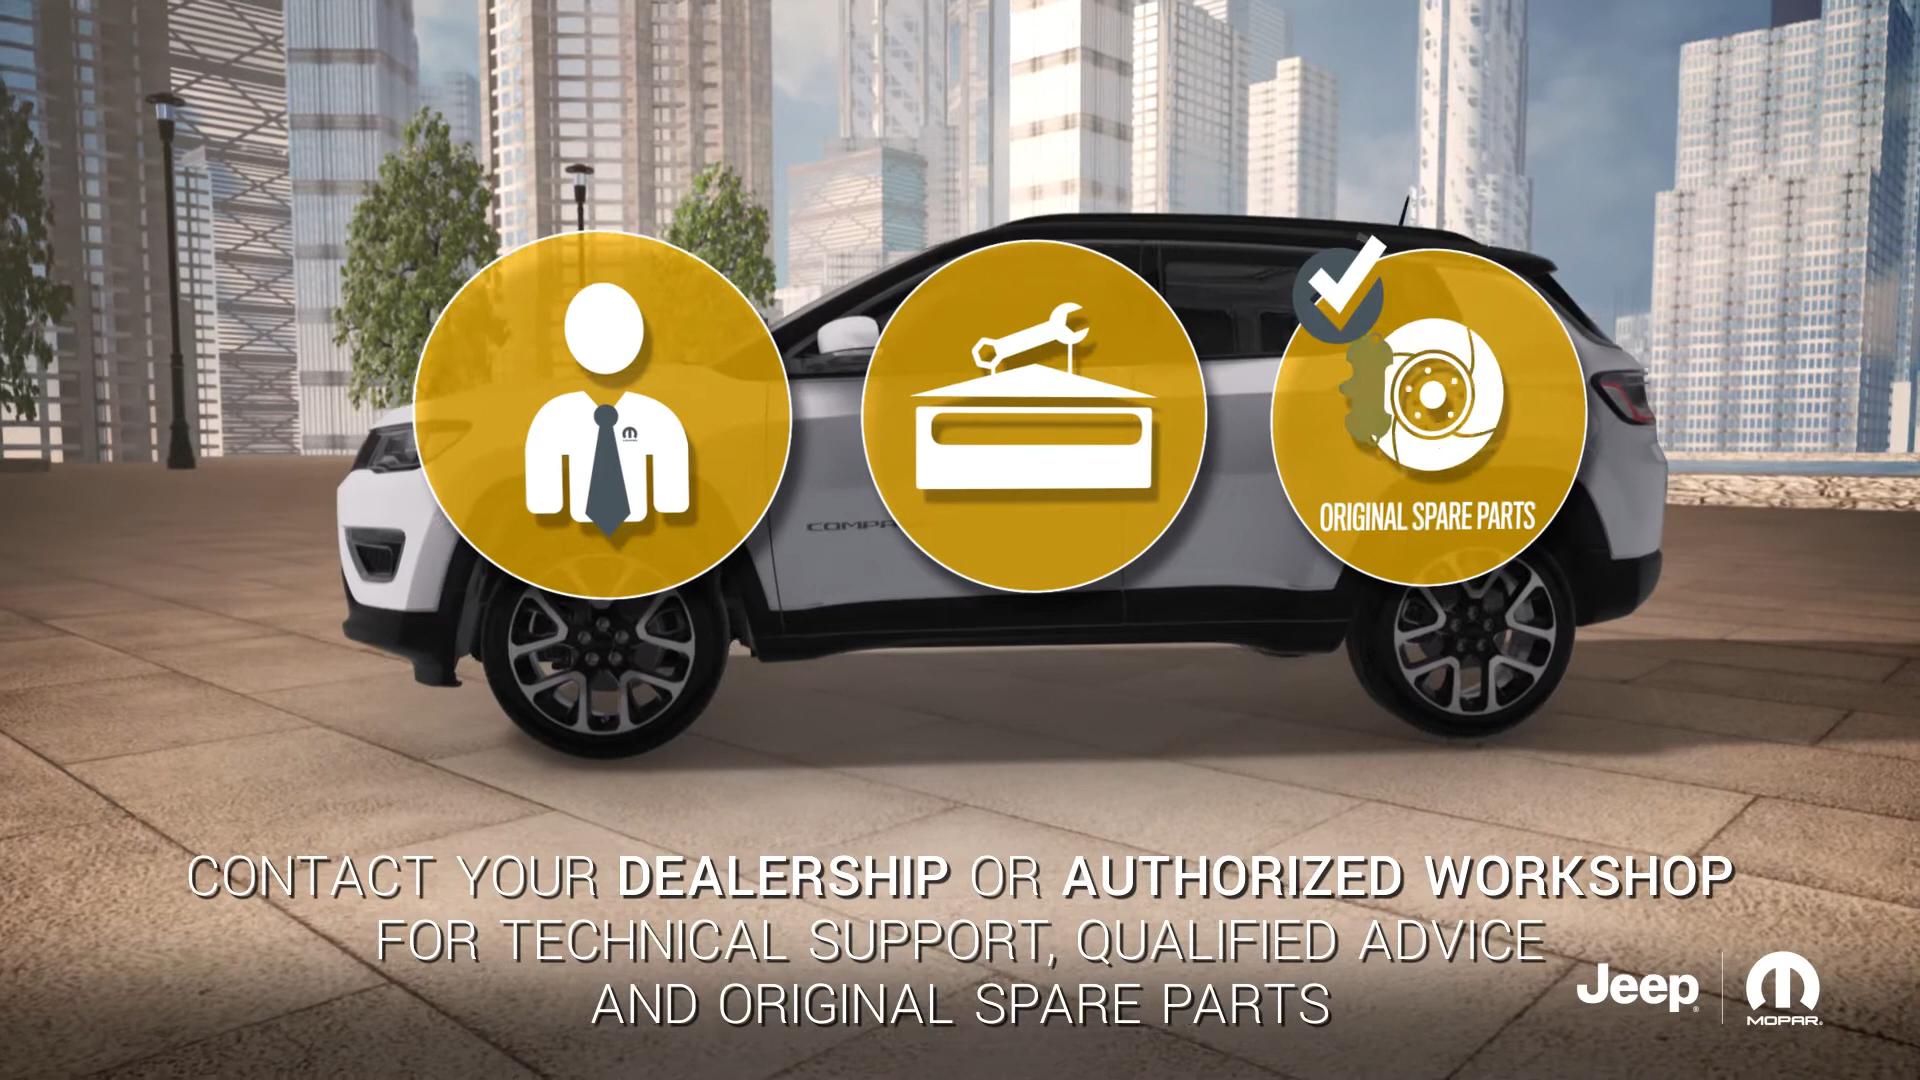 COMPA
ORIGINAL SPARE PARTS
CONTACT YOUR DEALERSHIP OR AUTHORIZED WORKSHOP
FOR TECHNICAL SUPPORT, QUALIFIED ADVICE
AND ORIGINAL SPARE PARTS
Jeep
MOPAR